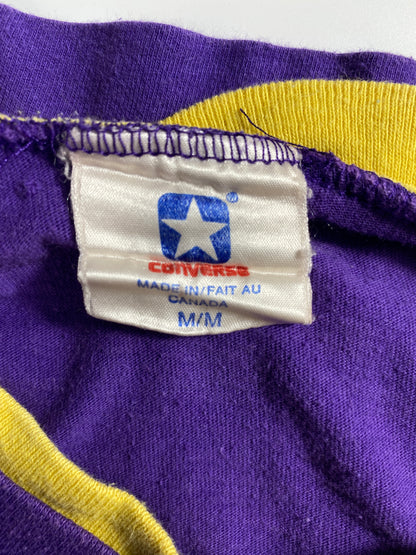 ®
CONVERSE
MADE IN/FAIT AU
CANADA
M/M